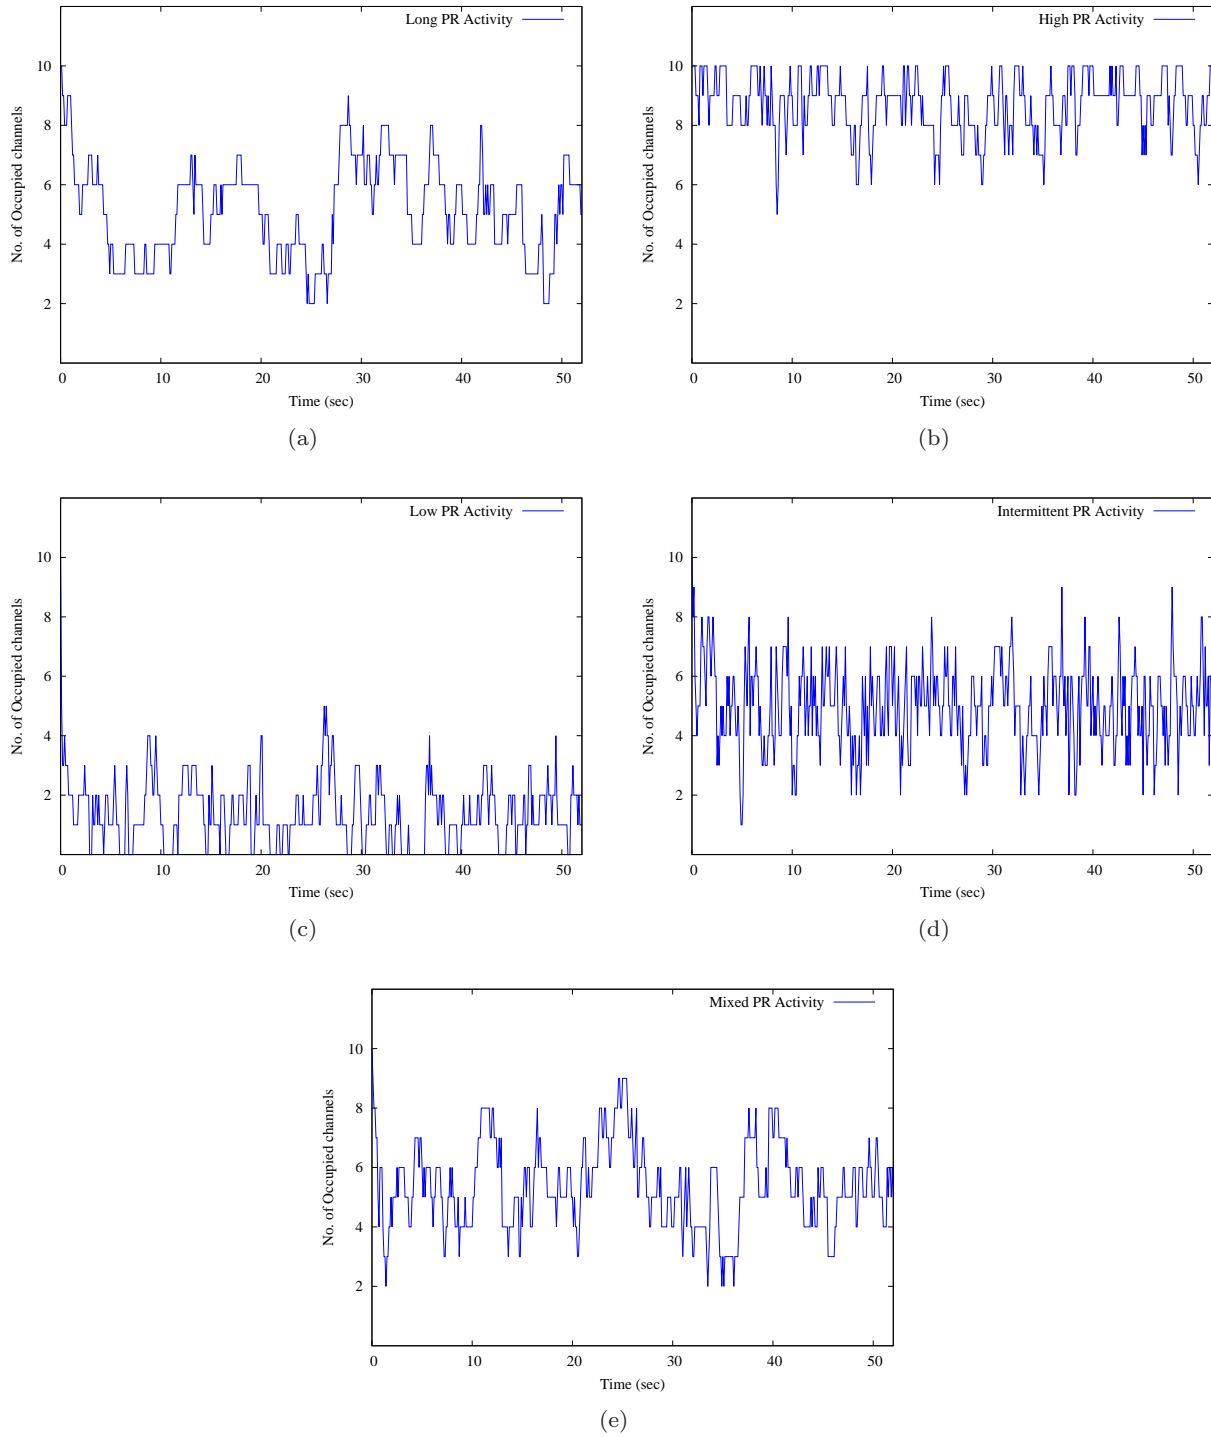 Long PR Activity
10
8
6
4
2
No. of Occupied channels
0 10 20 30 40 50
Time (sec)
(a)
High PR Activity
10
8
6
4
2
No. of Occupied channels
0 10 20 30 40 50
Time (sec)
(b)
Low PR Activity
10
8
6
4
2
No. of Occupied channels
0 10 20 30 40 50
Time (sec)
(c)
Intermittent PR Activity
10
8
6
4
2
No. of Occupied channels
0 10 20 30 40 50
Time (sec)
(d)
Mixed PR Activity
10
8
6
4
2
No. of Occupied channels
0 10 20 30 40 50
Time (sec)
(e)